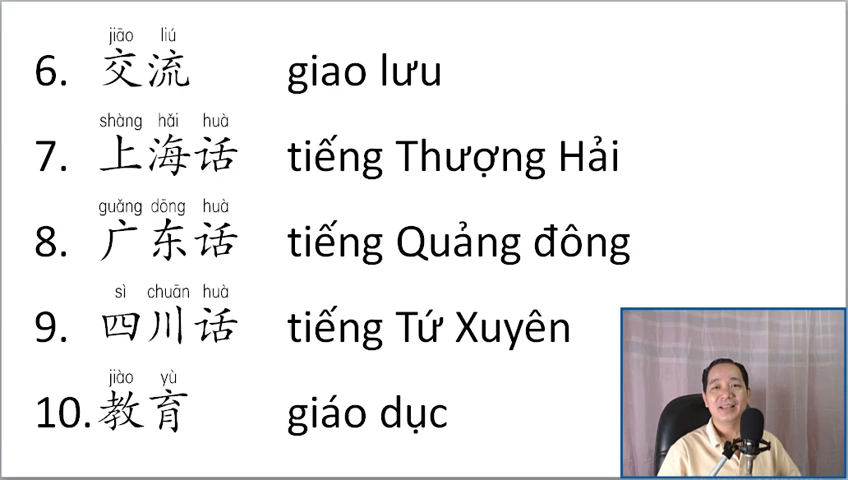 jiāo liú
6. 交流 giao lưu
shàng hǎi huà
7. 上海话 tiếng Thượng Hải
guǎng dōng huà
8. 广东话 tiếng Quảng đông
sì chuān huà
9. 四川话 tiếng Tứ Xuyên
jiào yù
10. 教育 giáo dục